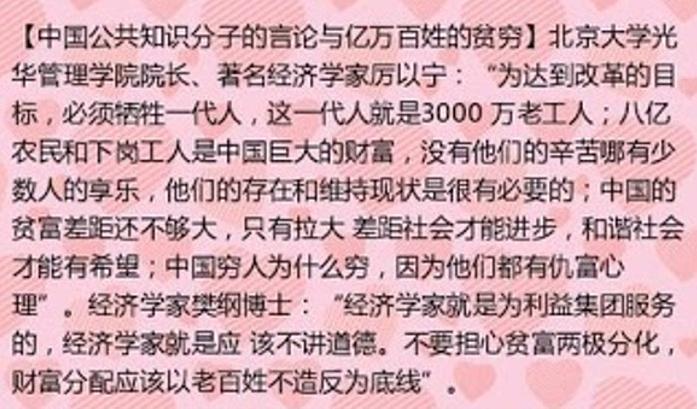 【中国公共知识分子的言论与亿万百姓的贫穷】北京大学光
华管理学院院长、著名经济学家厉以宁：“为达到改革的目
标，必须牺牲一代人，这一代人就是3000 万老工人；八亿
农民和下岗工人是中国巨大的财富，没有他们的辛苦哪有少
数人的享乐，他们的存在和维持现状是很有必要的；中国的
贫富差距还不够大，只有拉大 差距社会才能进步，和谐社会
才能有希望；中国穷人为什么穷，因为他们都有仇富心
理”。经济学家樊纲博士：“经济学家就是为利益集团服务
的，经济学家就是应 该不讲道德。不要担心贫富两极分化，
财富分配应该以老百姓不造反为底线”。